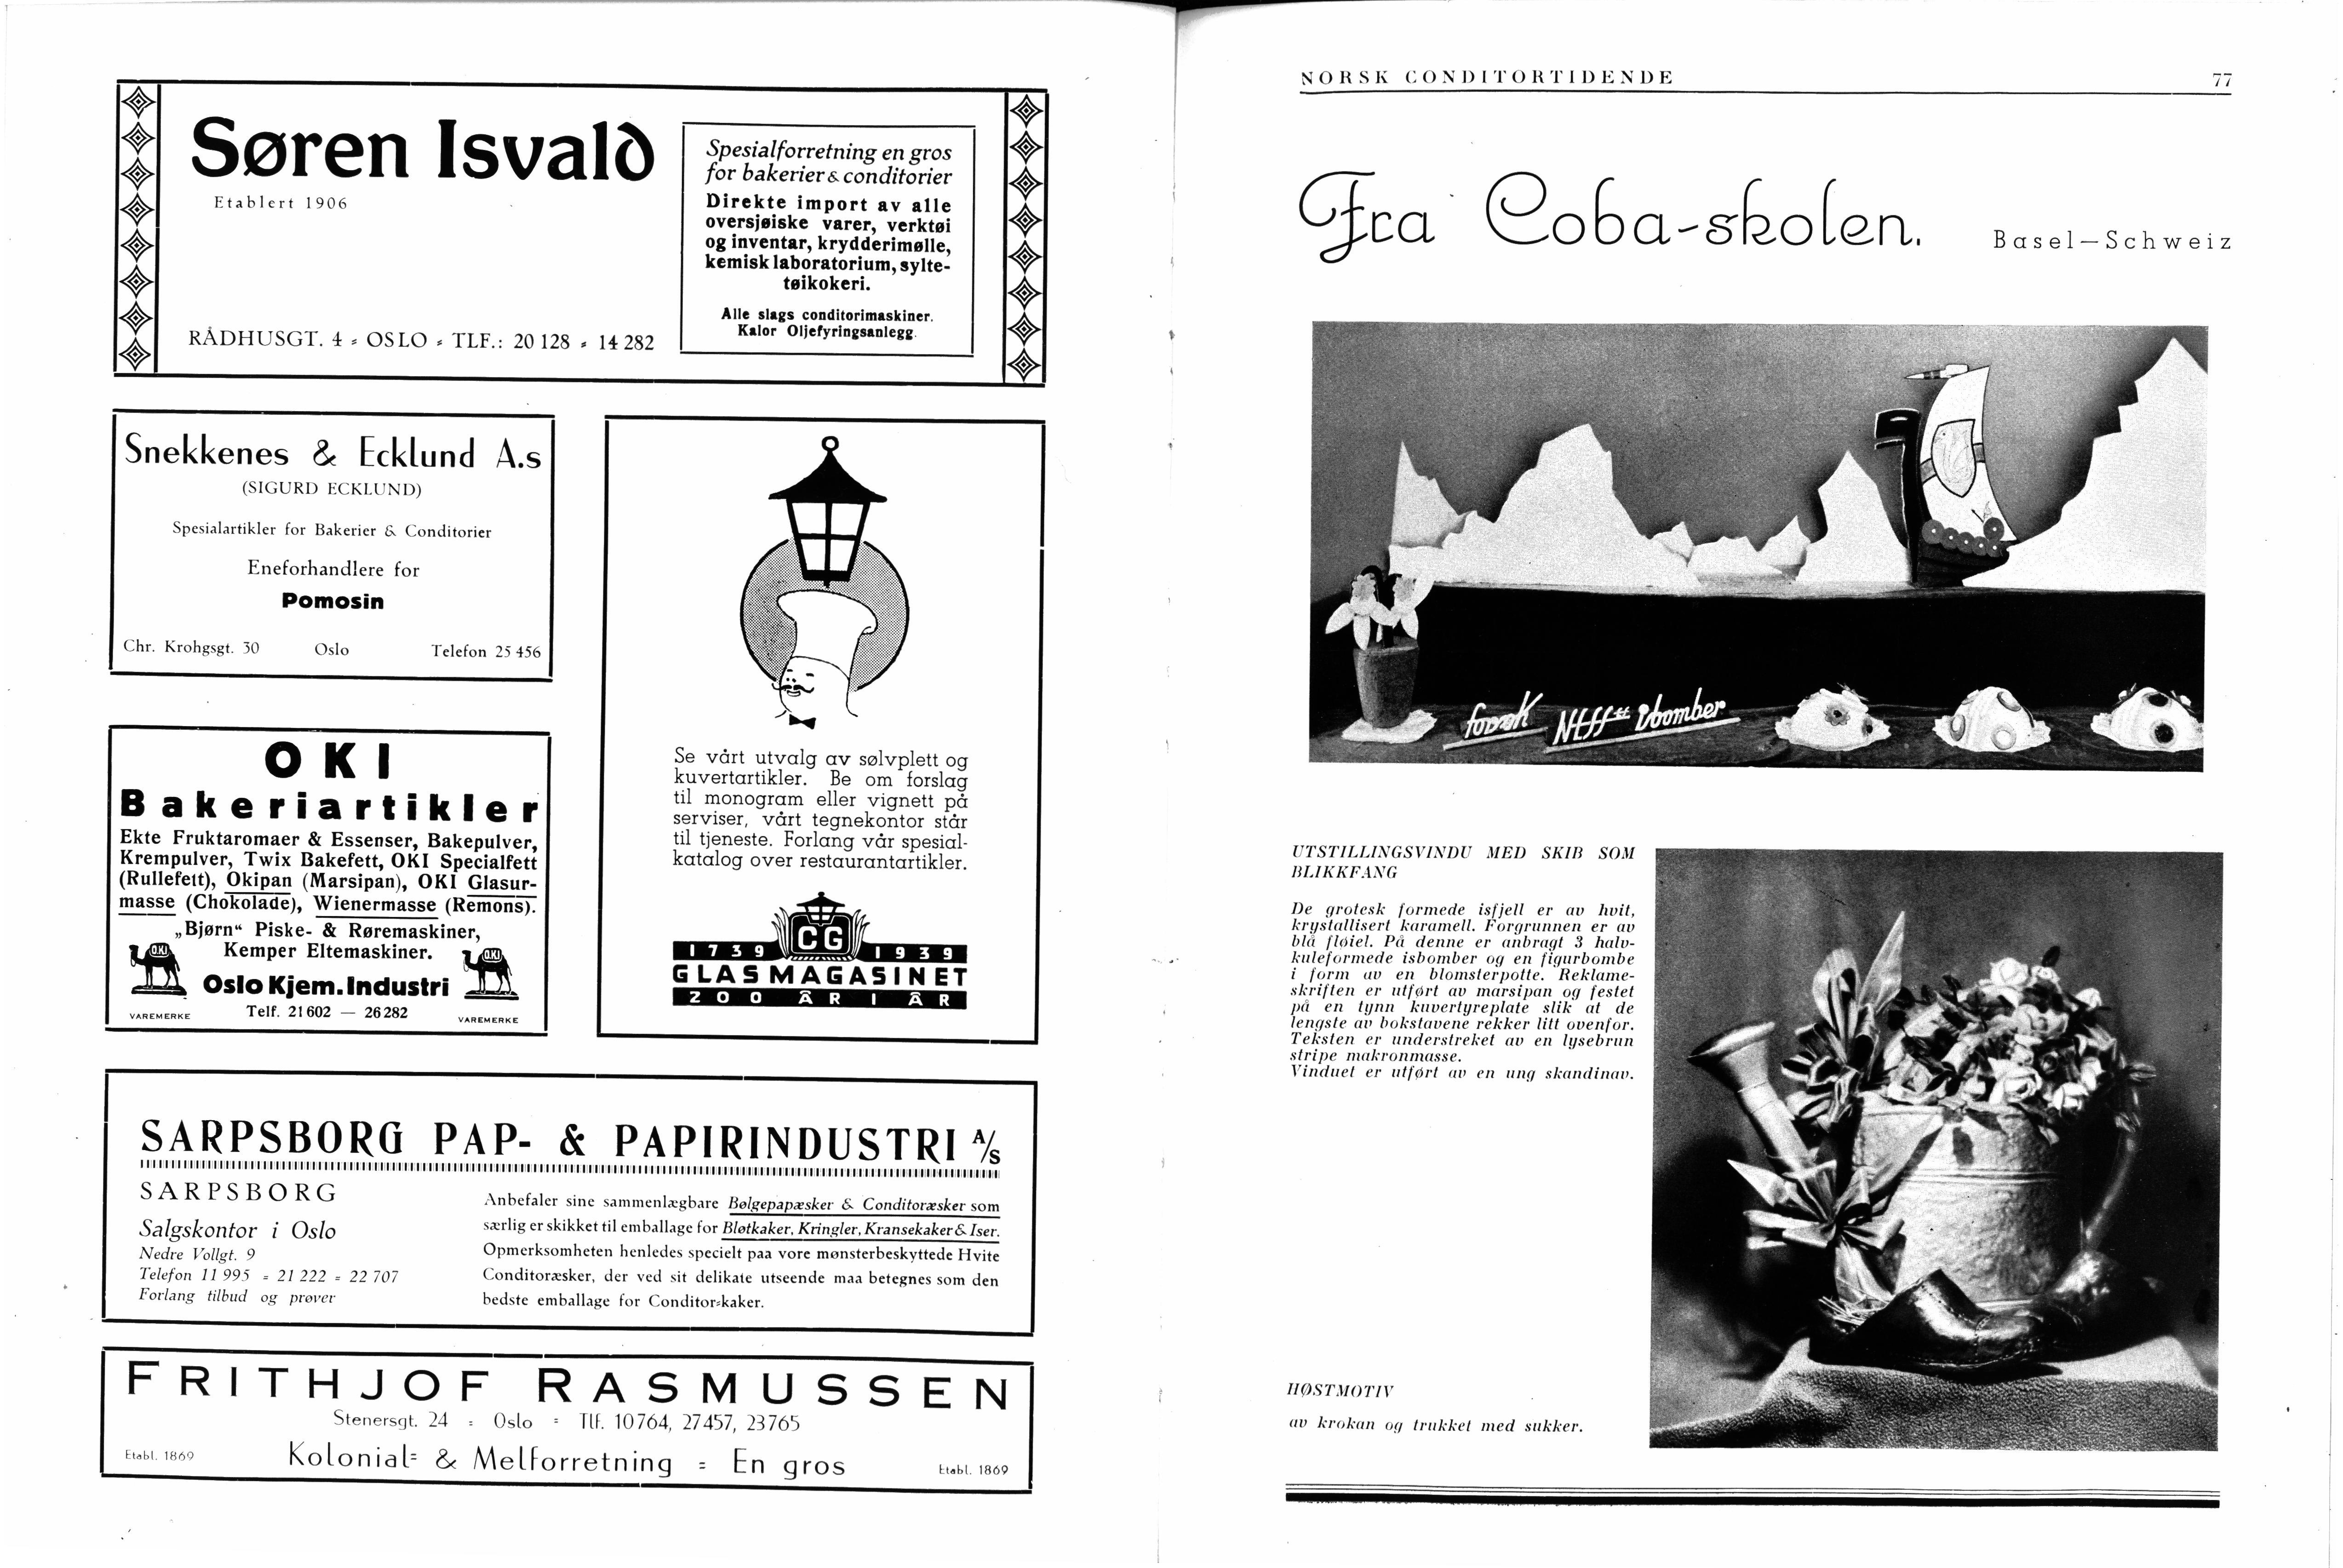 Søren Isvald
Etablert 1906
RÅDHUSGT. 4 - OSLO - TLF.: 20 128 - 14 282
Spesialforretning en gros
for bakerier & conditorier
Direkte import av alle
oversjøiske varer, verktøi
og inventar, krydderimølle,
kemisk laboratorium, sylte-
tøikokeri.
Alle slags conditorimaskiner.
Kalor Oljefyringsanlegg.
Snekkenes & Ecklund A.s
(SIGURD ECKLUND)
Spesialartikler for Bakerier & Conditorier
Eneforhandlere for
Pomosin
Chr. Krohgsgt. 30 Oslo Telefon 25 456
OKI
Bakeriartikler
Ekte Fruktaromaer & Essenser, Bakepulver,
Krempulver, Twix Bakefett, OKI Specialfett
(Rullefett), Okipan (Marsipan), OKI Glasur-
masse (Chokolade), Wienermasse (Remons).
„Bjørn“ Piske- & Røremaskiner,
Kemper Eltemaskiner.
OKI
OKI
Oslo Kjem. Industri
Telf. 21 602 — 26 282
VAREMERKE
VAREMERKE
Se vårt utvalg av sølvplett og
kuvertartikler. Be om forslag
til monogram eller vignett på
serviser, vårt tegnekontor står
til tjeneste. Forlang vår spesial-
katalog over restaurantartikler.
1739 CG 1939
GLASMAGASINET
200 ÅR I ÅR
SARPSBORG PAP- & PAPIRINDUSTRI A/S
SARPSBORG
Salgskontor i Oslo
Nedre Vollgt. 9
Telefon 11 995 - 21 222 - 22 707
Forlang tilbud og prøver
Anbefaler sine sammenlægbare Bølgepapæsker & Conditoræsker som
særlig er skikket til emballage for Bløtkaker, Kringler, Kransekaker & Iser.
Opmerksomheten henledes specielt paa vore mønsterbeskyttede Hvite
Conditoræsker, der ved sit delikate utseende maa betegnes som den
bedste emballage for Conditor-kaker.
FRITHJOF RASMUSSEN
Stenersgt. 24 - Oslo - Tlf. 10764, 27457, 23765
Etabl. 1869 Kolonial- & Melforretning - En gros Etabl. 1869
NORSK CONDITORTIDENDE 77
Fra Coba-skolen. Basel—Schweiz
forsøk Neffs isbomber
UTSTILLINGSVINDU MED SKIB SOM
BLIKKFANG
De grotesk formede isfjell er av hvit,
krystallisert karamell. Forgrunnen er av
blå fløiel. På denne er anbragt 3 halv-
kuleformede isbomber og en figurbombe
i form av en blomsterpotte. Reklame-
skriften er utført av marsipan og festet
på en tynn kuvertyreplate slik at de
lengste av bokstavene rekker litt ovenfor.
Teksten er understreket av en lysebrun
stripe makronmasse.
Vinduet er utført av en ung skandinav.
HØSTMOTIV
av krokan og trukket med sukker.